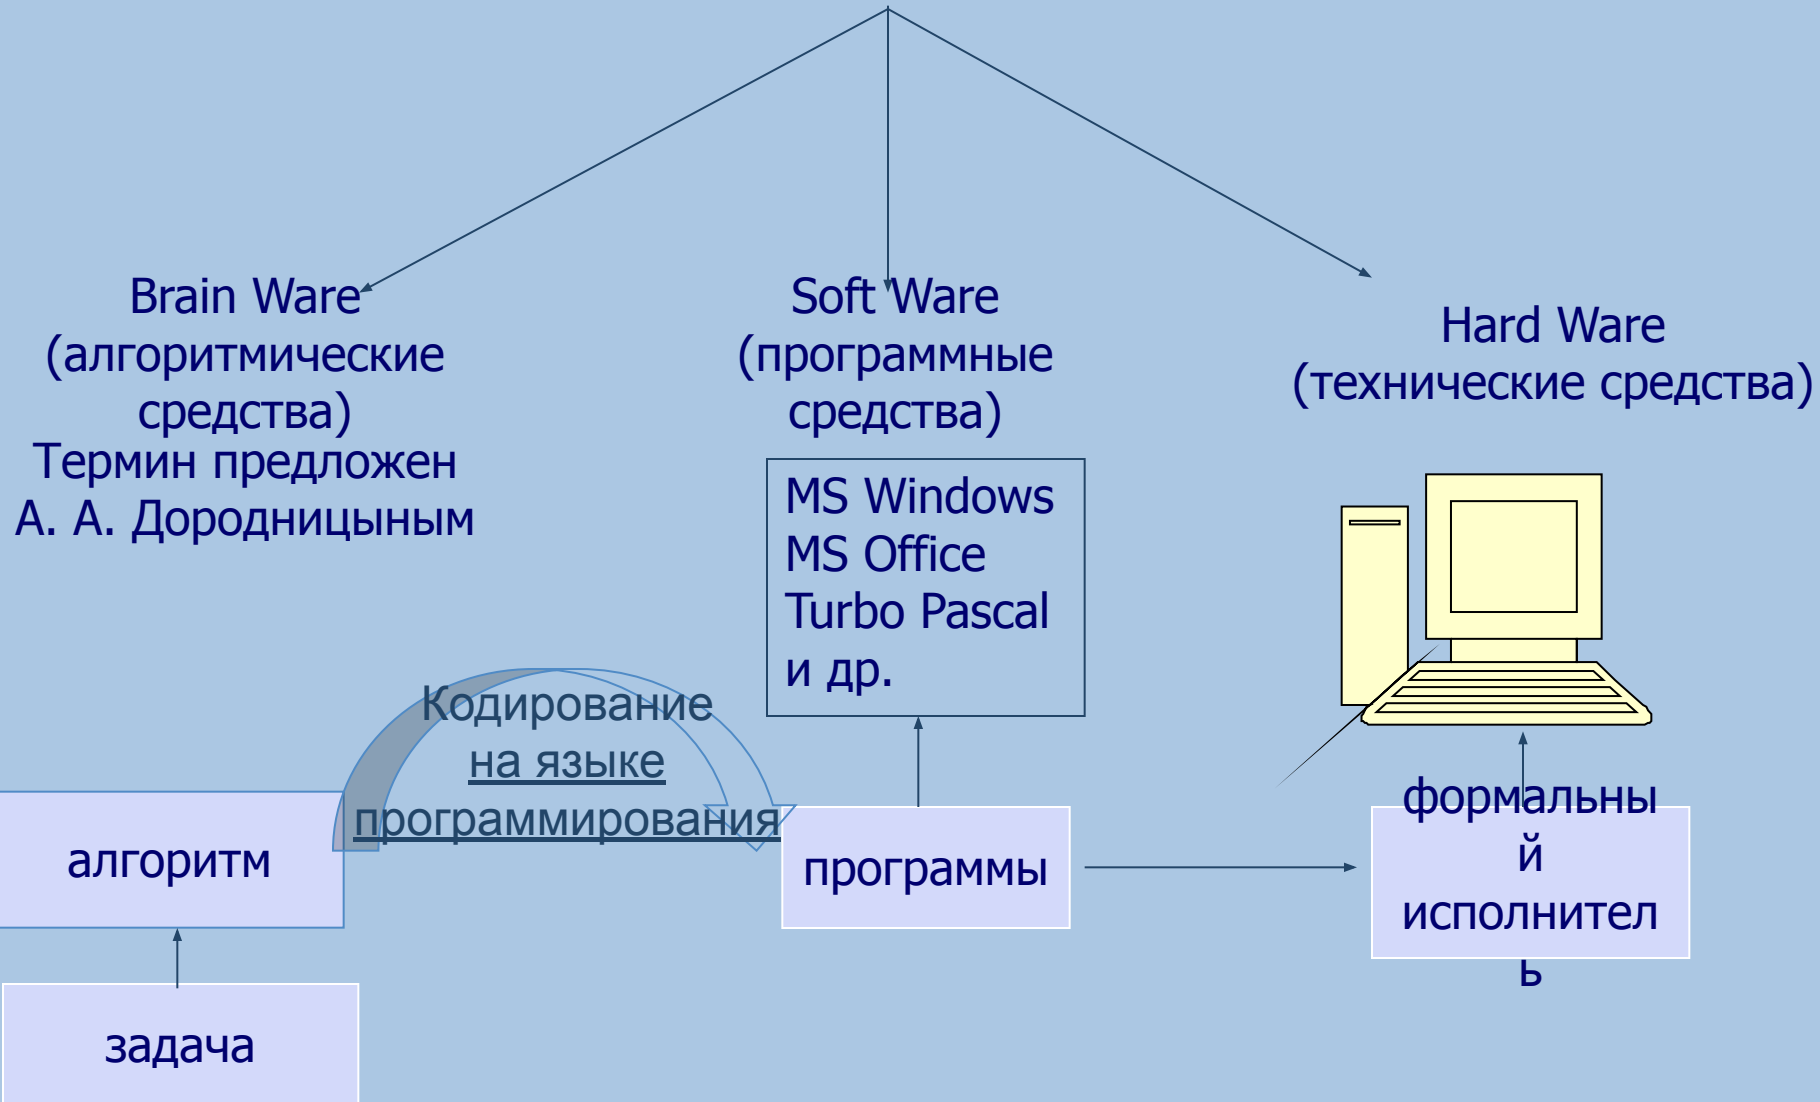 Brain Ware
(алгоритмические
средства)
Термин предложен
А. А. Дородницыным
Soft Ware
(программные
средства)
Hard Ware
(технические средства)
MS Windows
MS Office
Turbo Pascal
и др.
Кодирование
на языке
программирования
алгоритм
программы
формальны
й
исполнител
ь
задача